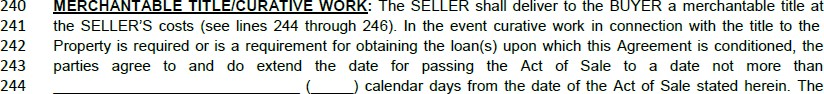 240 MERCHANTABLE TITLE/CURATIVE WORK: The SELLER shall deliver to the BUYER a merchantable title at
241 the SELLER'S costs (see lines 244 through 246). In the event curative work in connection with the title to the
242 Property is required or is a requirement for obtaining the loan(s) upon which this Agreement is conditioned, the
243 parties agree to and do extend the date for passing the Act of Sale to a date not more than
244 ______________________________ (_____) calendar days from the date of the Act of Sale stated herein. The